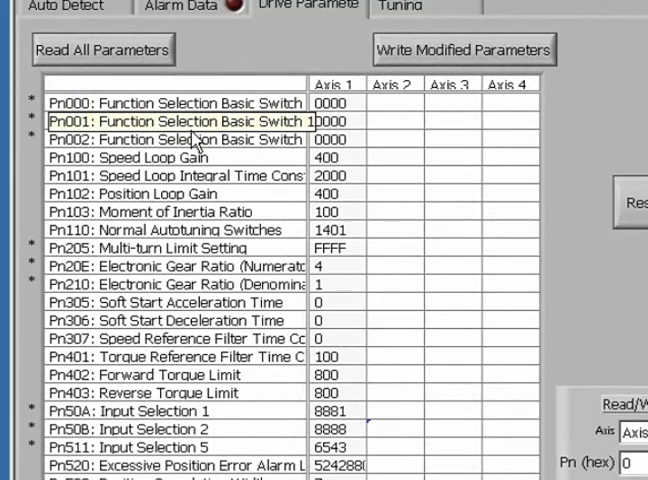 Auto Detect Alarm Data Drive Paramete Tuning
Read All Parameters Write Modified Parameters
Axis 1 Axis 2 Axis 3 Axis 4
* Pn000: Function Selection Basic Switch 0000
* Pn001: Function Selection Basic Switch 1 0000
* Pn002: Function Selection Basic Switch 0000
Pn100: Speed Loop Gain 400
Pn101: Speed Loop Integral Time Cons 2000
Pn102: Position Loop Gain 400
Pn103: Moment of Inertia Ratio 100
Pn110: Normal Autotuning Switches 1401
* Pn205: Multi-turn Limit Setting FFFF
* Pn20E: Electronic Gear Ratio (Numerato 4
* Pn210: Electronic Gear Ratio (Denomina 1
Pn305: Soft Start Acceleration Time 0
Pn306: Soft Start Deceleration Time 0
Pn307: Speed Reference Filter Time Co 0
Pn401: Torque Reference Filter Time C 100
Pn402: Forward Torque Limit 800
Pn403: Reverse Torque Limit 800
* Pn50A: Input Selection 1 8881
* Pn50B: Input Selection 2 8888
* Pn511: Input Selection 5 6543
Pn520: Excessive Position Error Alarm L 5242880
Res
Read/W
Axis Axis
Pn (hex) 0